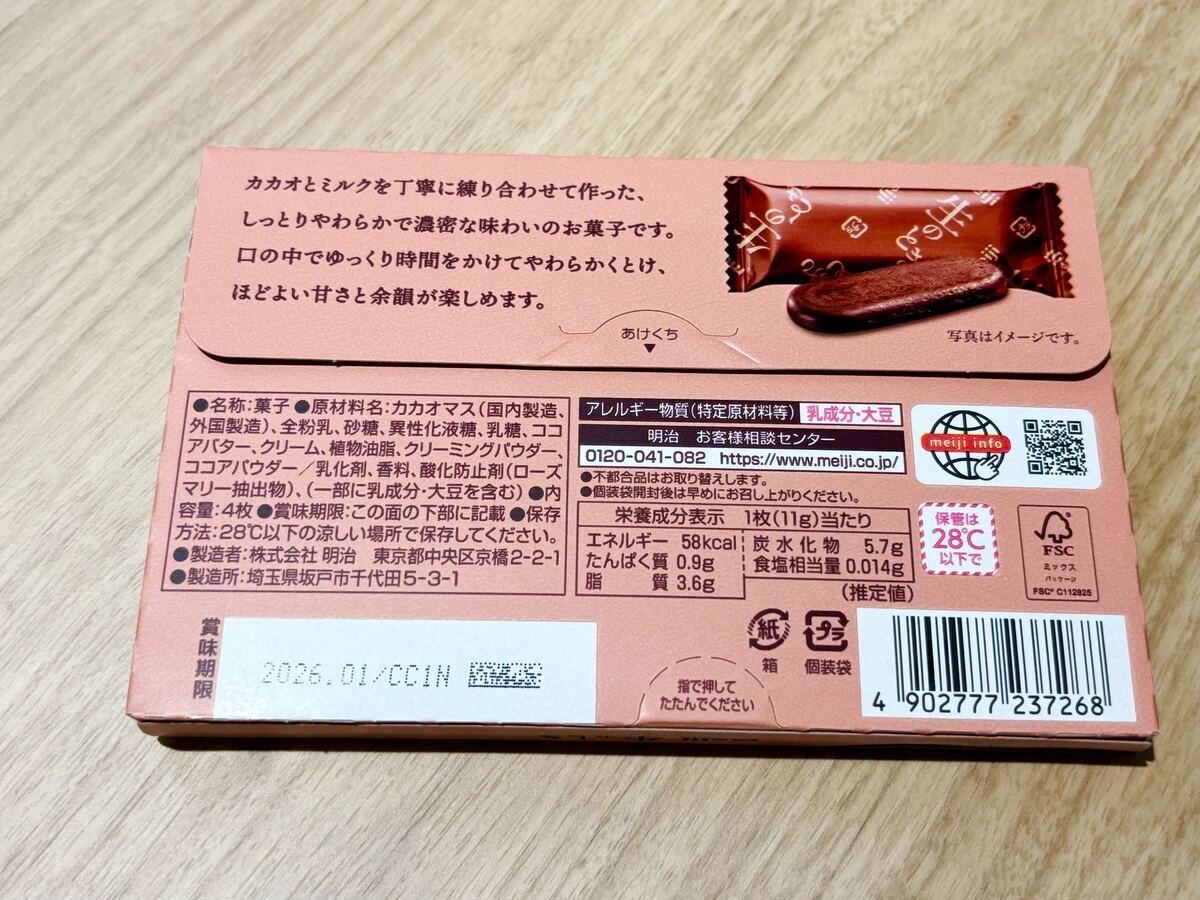 カカオとミルクを丁寧に練り合わせて作った、
しっとりやわらかで濃密な味わいのお菓子です。
口の中でゆっくり時間をかけてやわらかくとけ、
ほどよい甘さと余韻が楽しめます。
生のとき
プラ
meiji
写真はイメージです。
あけくち
●名称:菓子 ●原材料名:カカオマス(国内製造、
外国製造)、全粉乳、砂糖、異性化液糖、乳糖、ココ
アバター、クリーム、植物油脂、クリーミングパウダー、
ココアパウダー/乳化剤、香料、酸化防止剤(ローズ
マリー抽出物)、(一部に乳成分・大豆を含む) ●内
容量:4枚 ●賞味期限:この面の下部に記載 ●保存
方法:28℃以下の涼しい場所で保存してください。
●製造者:株式会社 明治 東京都中央区京橋2-2-1
●製造所:埼玉県坂戸市千代田5-3-1
アレルギー物質(特定原材料等) 乳成分・大豆
明治 お客様相談センター
0120-041-082 https://www.meiji.co.jp/
●不都合品はお取り替えします。
●個装袋開封後は早めにお召し上がりください。
栄養成分表示 1枚(11g)当たり
エネルギー 58kcal
たんぱく質 0.9g
脂質 3.6g
炭水化物 5.7g
食塩相当量 0.014g
(推定値)
meiji info
保管は
28℃
以下で
FSC
ミックス
パッケージ
FSC® C112825
賞味期限
2026.01/CC1N
紙
箱
プラ
個装袋
指で押して
たたんでください
4 902777 237268